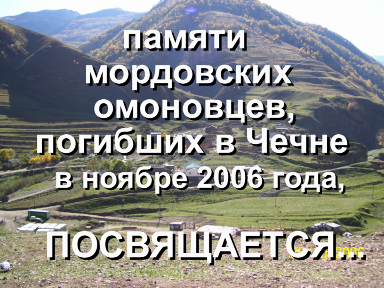 памяти
мордовских
омоновцев,
погибших в Чечне
в ноябре 2006 года,
ПОСВЯЩАЕТСЯ...